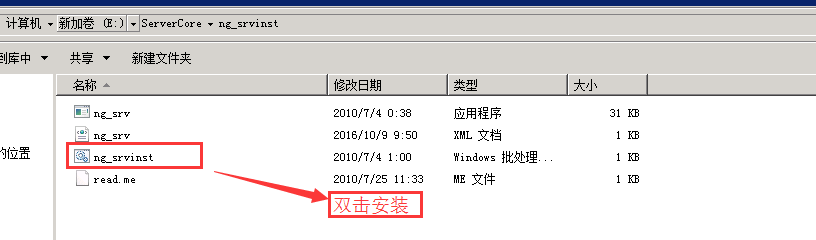 计算机 新加卷 (E:) ServerCore ng_srvinst
到库中 共享 新建文件夹
名称 修改日期 类型 大小
ng_srv 2010/7/4 0:38 应用程序 31 KB
ng_srv 2016/10/9 9:50 XML 文档 1 KB
的位置
ng_srvinst 2010/7/4 1:00 Windows 批处理... 1 KB
read.me 2010/7/25 11:33 ME 文件 1 KB
双击安装